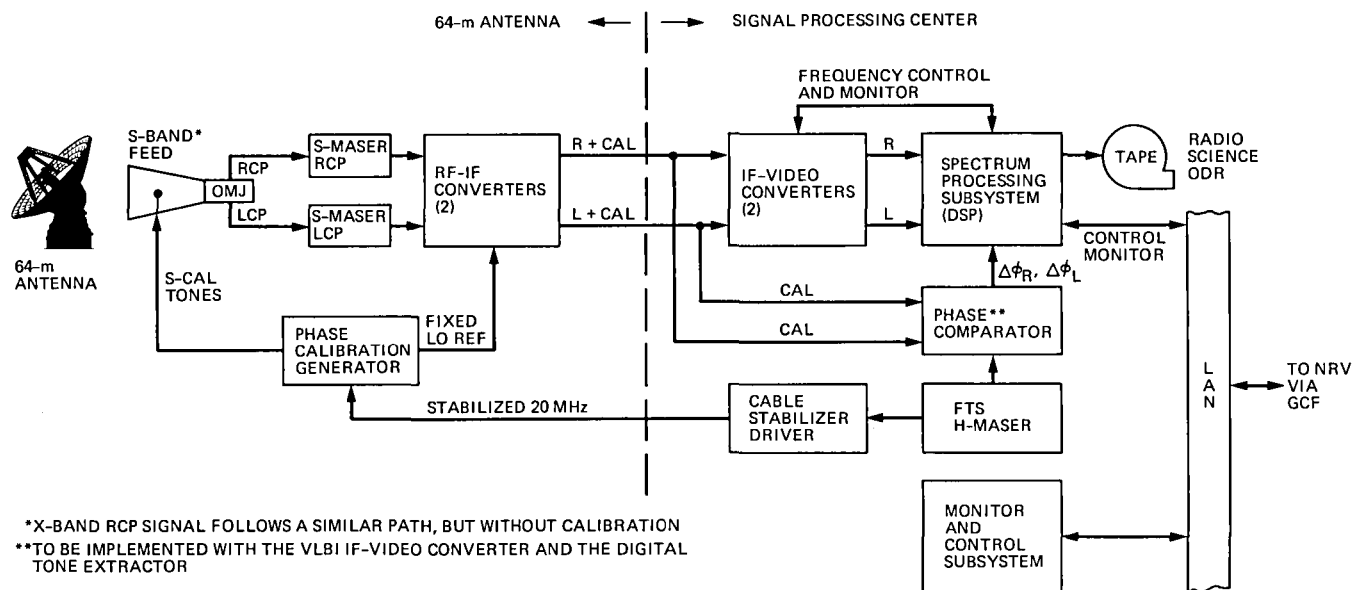 64-m ANTENNA
SIGNAL PROCESSING CENTER
FREQUENCY CONTROL
AND MONITOR
S-BAND*
FEED
OMJ
RCP
LCP
S-MASER
RCP
S-MASER
LCP
RF-IF
CONVERTERS
(2)
R + CAL
L + CAL
IF-VIDEO
CONVERTERS
(2)
R
L
SPECTRUM
PROCESSING
SUBSYSTEM
(DSP)
TAPE
RADIO
SCIENCE
ODR
CONTROL
MONITOR
64-m
ANTENNA
S-CAL
TONES
FIXED
LO REF
PHASE
CALIBRATION
GENERATOR
CAL
CAL
ΔϕR, ΔϕL
PHASE**
COMPARATOR
STABILIZED 20 MHz
CABLE
STABILIZER
DRIVER
FTS
H-MASER
L
A
N
TO NRV
VIA
GCF
MONITOR
AND
CONTROL
SUBSYSTEM
*X-BAND RCP SIGNAL FOLLOWS A SIMILAR PATH, BUT WITHOUT CALIBRATION
**TO BE IMPLEMENTED WITH THE VLBI IF-VIDEO CONVERTER AND THE DIGITAL
TONE EXTRACTOR